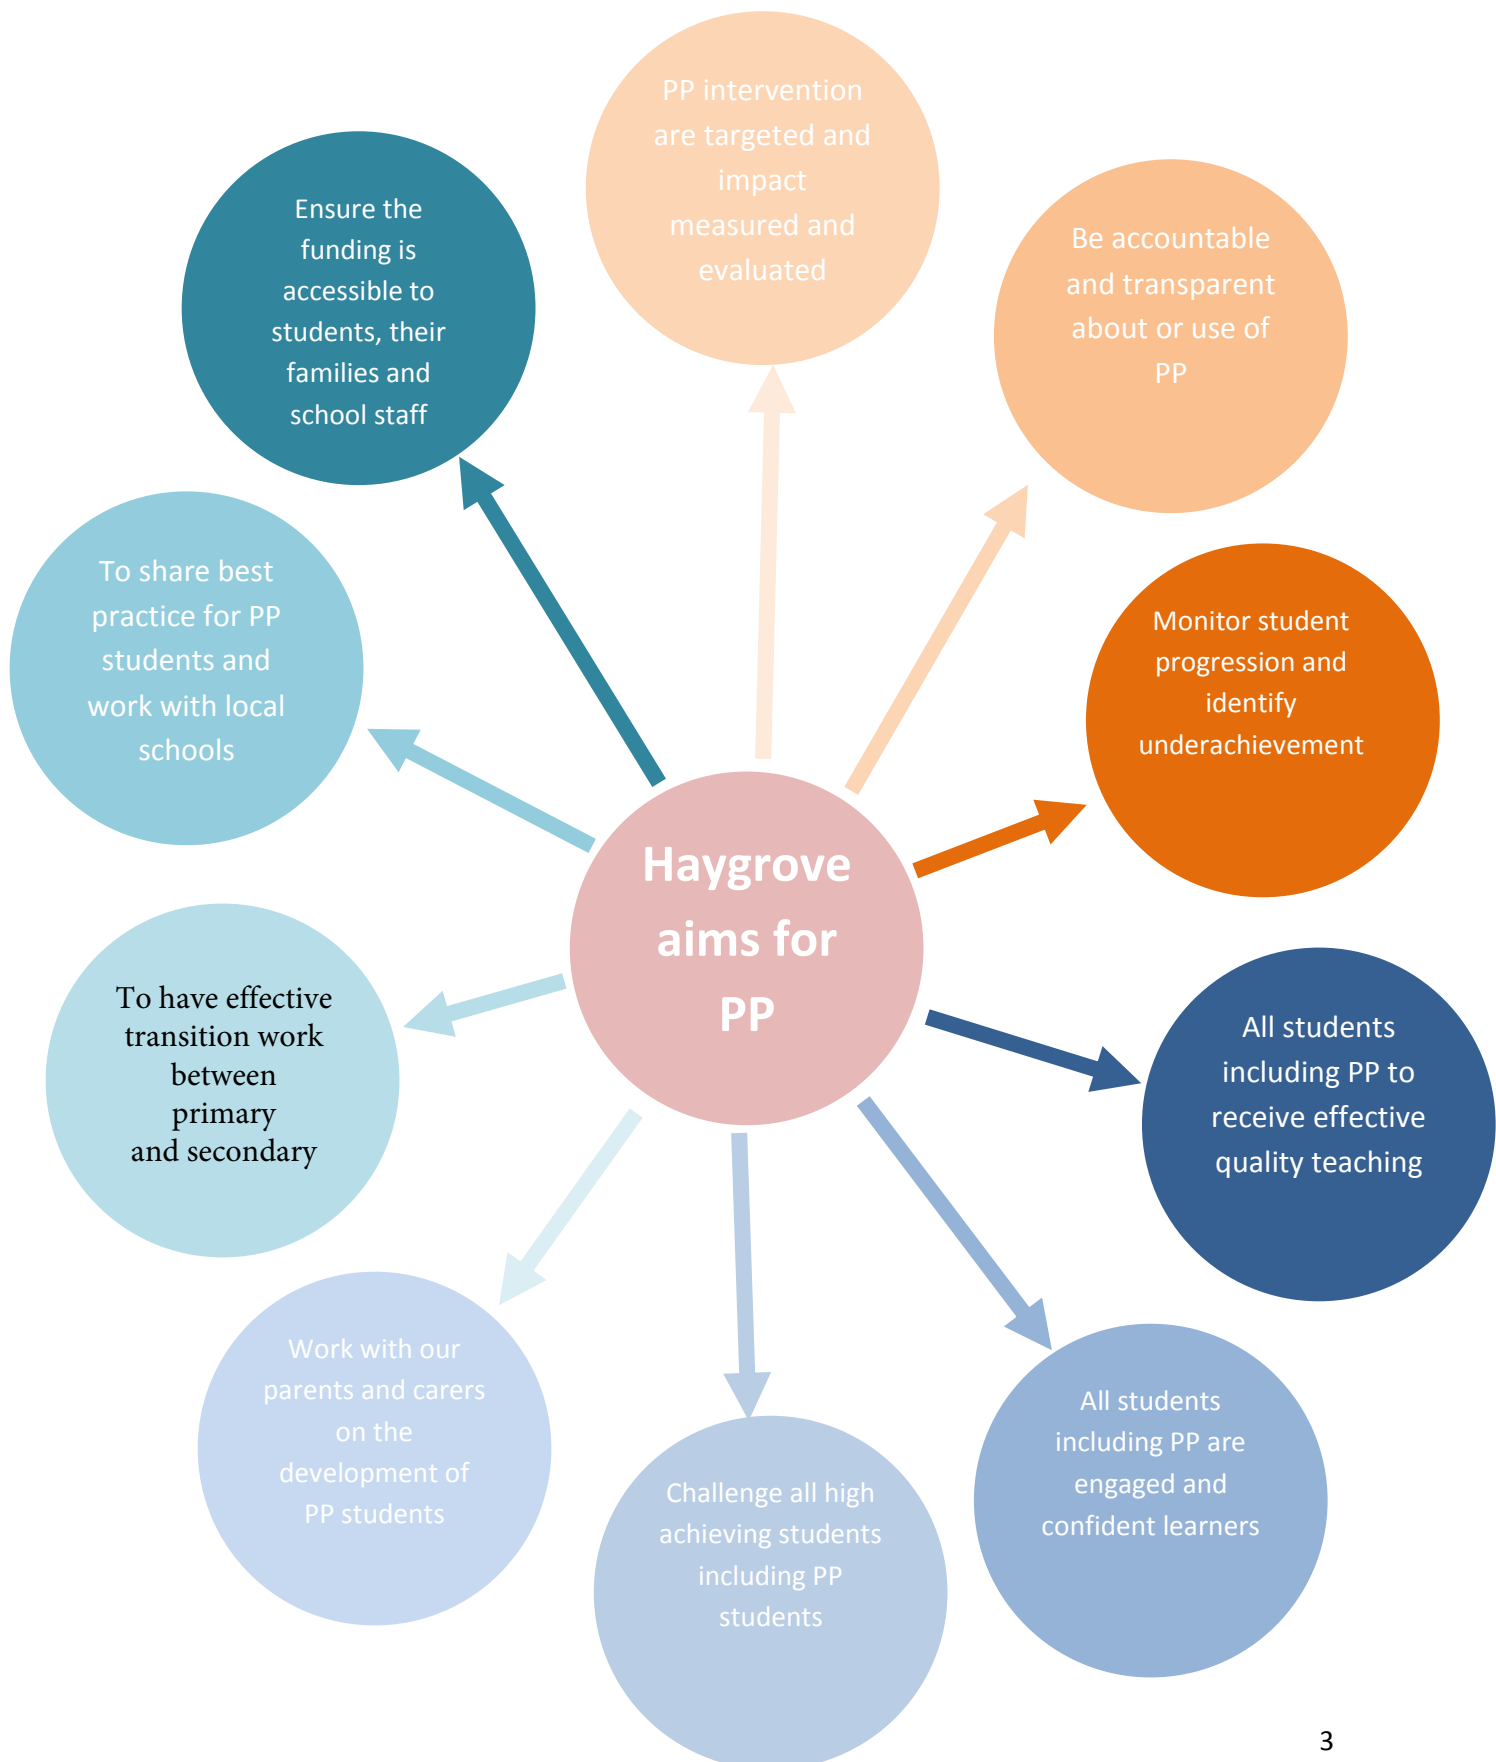 PP intervention
are targeted and
impact
measured and
evaluated
Ensure the
funding is
accessible to
students, their
families and
school staff
Be accountable
and transparent
about or use of
PP
To share best
practice for PP
students and
work with local
schools
Monitor student
progression and
identify
underachievement
Haygrove
aims for
PP
To have effective
transition work
between
primary
and secondary
All students
including PP to
receive effective
quality teaching
Work with our
parents and carers
on the
development of
PP students
All students
including PP are
engaged and
confident learners
Challenge all high
achieving students
including PP
students
3